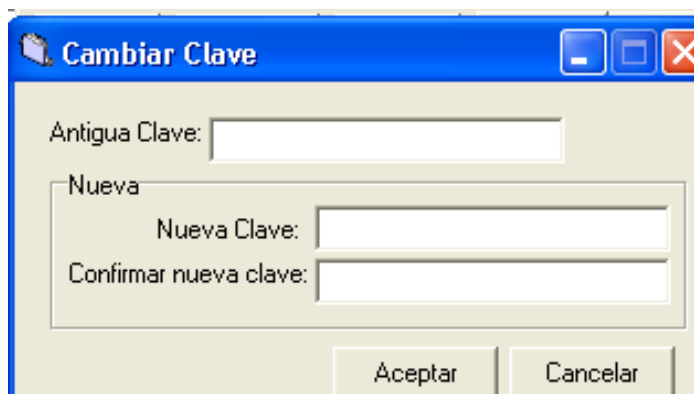 Cambiar Clave
Antigua Clave:
Nueva
Nueva Clave:
Confirmar nueva clave:
Aceptar Cancelar